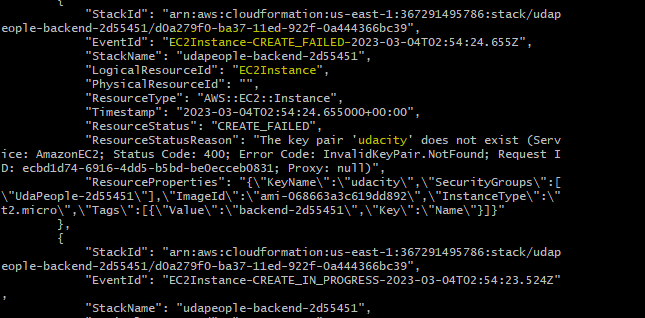 {
"StackId": "arn:aws:cloudformation:us-east-1:367291495786:stack/udap
eople-backend-2d55451/d0a279f0-ba37-11ed-922f-0a444366bc39",
"EventId": "EC2Instance-CREATE_FAILED-2023-03-04T02:54:24.655Z",
"StackName": "udapeople-backend-2d55451",
"LogicalResourceId": "EC2Instance",
"PhysicalResourceId": "",
"ResourceType": "AWS::EC2::Instance",
"Timestamp": "2023-03-04T02:54:24.655000+00:00",
"ResourceStatus": "CREATE_FAILED",
"ResourceStatusReason": "The key pair 'udacity' does not exist (Serv
ice: AmazonEC2; Status Code: 400; Error Code: InvalidKeyPair.NotFound; Request I
D: ecbd1d74-6916-4dd5-b5bd-be0ecceb0831; Proxy: null)",
"ResourceProperties": "{\"KeyName\":\"udacity\",\"SecurityGroups\":[
\"UdaPeople-2d55451\"],\"ImageId\":\"ami-068663a3c619dd892\",\"InstanceType\":\"
t2.micro\",\"Tags\":[{\"Value\":\"backend-2d55451\",\"Key\":\"Name\"}]}"
},
{
"StackId": "arn:aws:cloudformation:us-east-1:367291495786:stack/udap
eople-backend-2d55451/d0a279f0-ba37-11ed-922f-0a444366bc39",
"EventId": "EC2Instance-CREATE_IN_PROGRESS-2023-03-04T02:54:23.524Z"
,
"StackName": "udapeople-backend-2d55451",